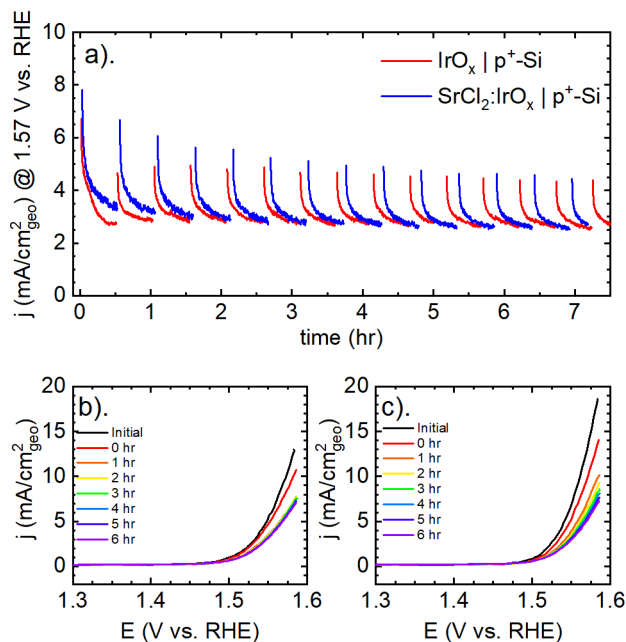 a).
IrOₓ | p⁺-Si
SrCl₂:IrOₓ | p⁺-Si
j (mA/cm²geo) @ 1.57 V vs. RHE
10
8
6
4
2
0
0 1 2 3 4 5 6 7
time (hr)
b).
Initial
0 hr
1 hr
2 hr
3 hr
4 hr
5 hr
6 hr
j (mA/cm²geo)
20
15
10
5
0
1.3 1.4 1.5 1.6
E (V vs. RHE)
c).
Initial
0 hr
1 hr
2 hr
3 hr
4 hr
5 hr
6 hr
j (mA/cm²geo)
20
15
10
5
0
1.3 1.4 1.5 1.6
E (V vs. RHE)